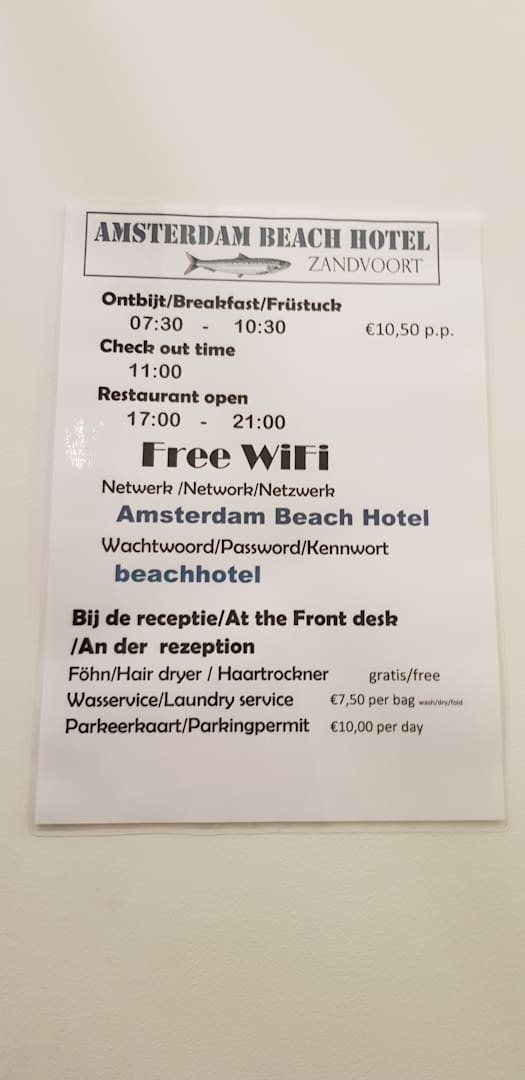 AMSTERDAM BEACH HOTEL
ZANDVOORT
Ontbijt/Breakfast/Früstuck
07:30 - 10:30 €10,50 p.p.
Check out time
11:00
Restaurant open
17:00 - 21:00
Free WiFi
Netwerk /Network/Netzwerk
Amsterdam Beach Hotel
Wachtwoord/Password/Kennwort
beachhotel
Bij de receptie/At the Front desk
/An der rezeption
Föhn/Hair dryer / Haartrockner gratis/free
Wasservice/Laundry service €7,50 per bag wash/dry/fold
Parkeerkaart/Parkingpermit €10,00 per day